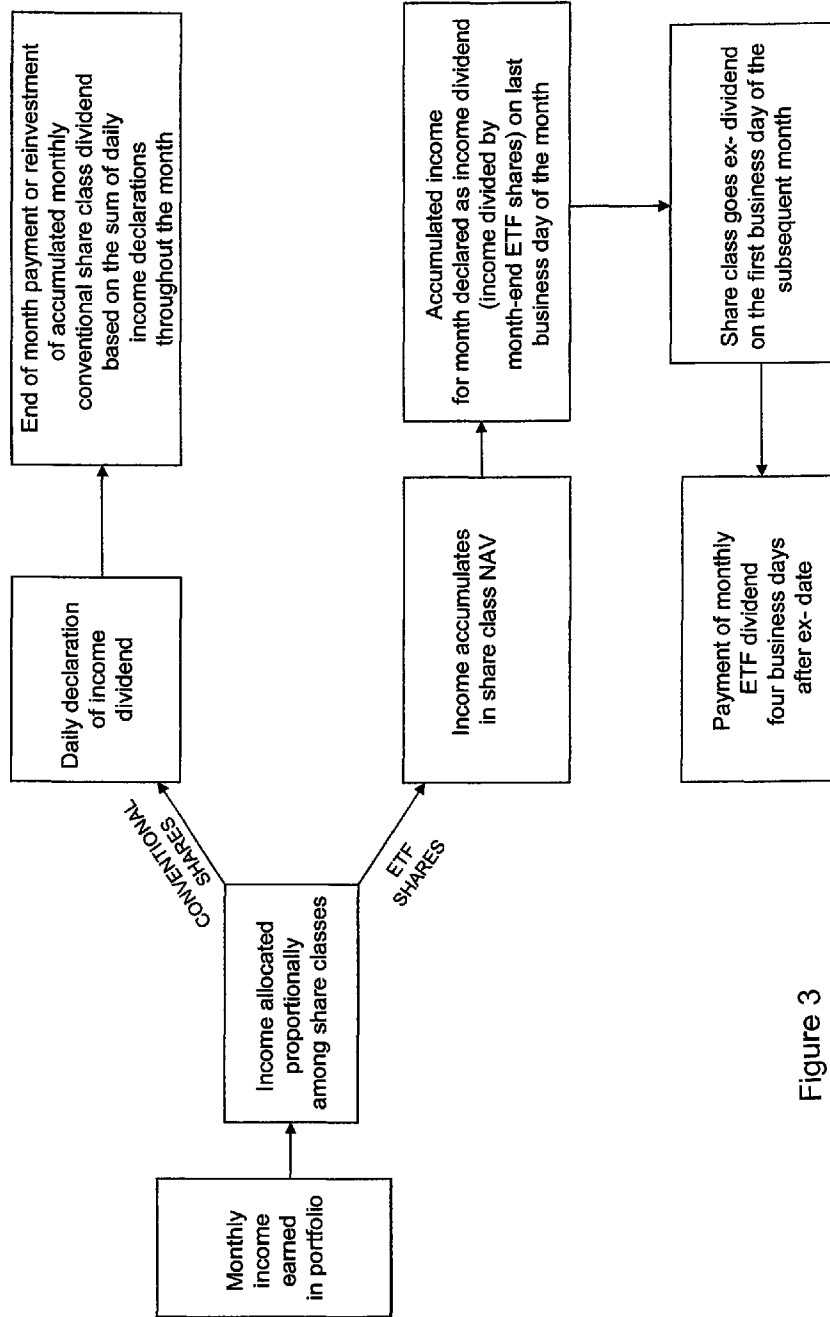 Monthly
income
earned
in portfolio
Income allocated
proportionally
among share classes
CONVENTIONAL
SHARES
Daily declaration
of income
dividend
End of month payment or reinvestment
of accumulated monthly
conventional share class dividend
based on the sum of daily
income declarations
throughout the month
ETF
SHARES
Income accumulates
in share class NAV
Accumulated income
for month declared as income dividend
(income divided by
month-end ETF shares) on last
business day of the month
Share class goes ex- dividend
on the first business day of the
subsequent month
Payment of monthly
ETF dividend
four business days
after ex- date
Figure 3